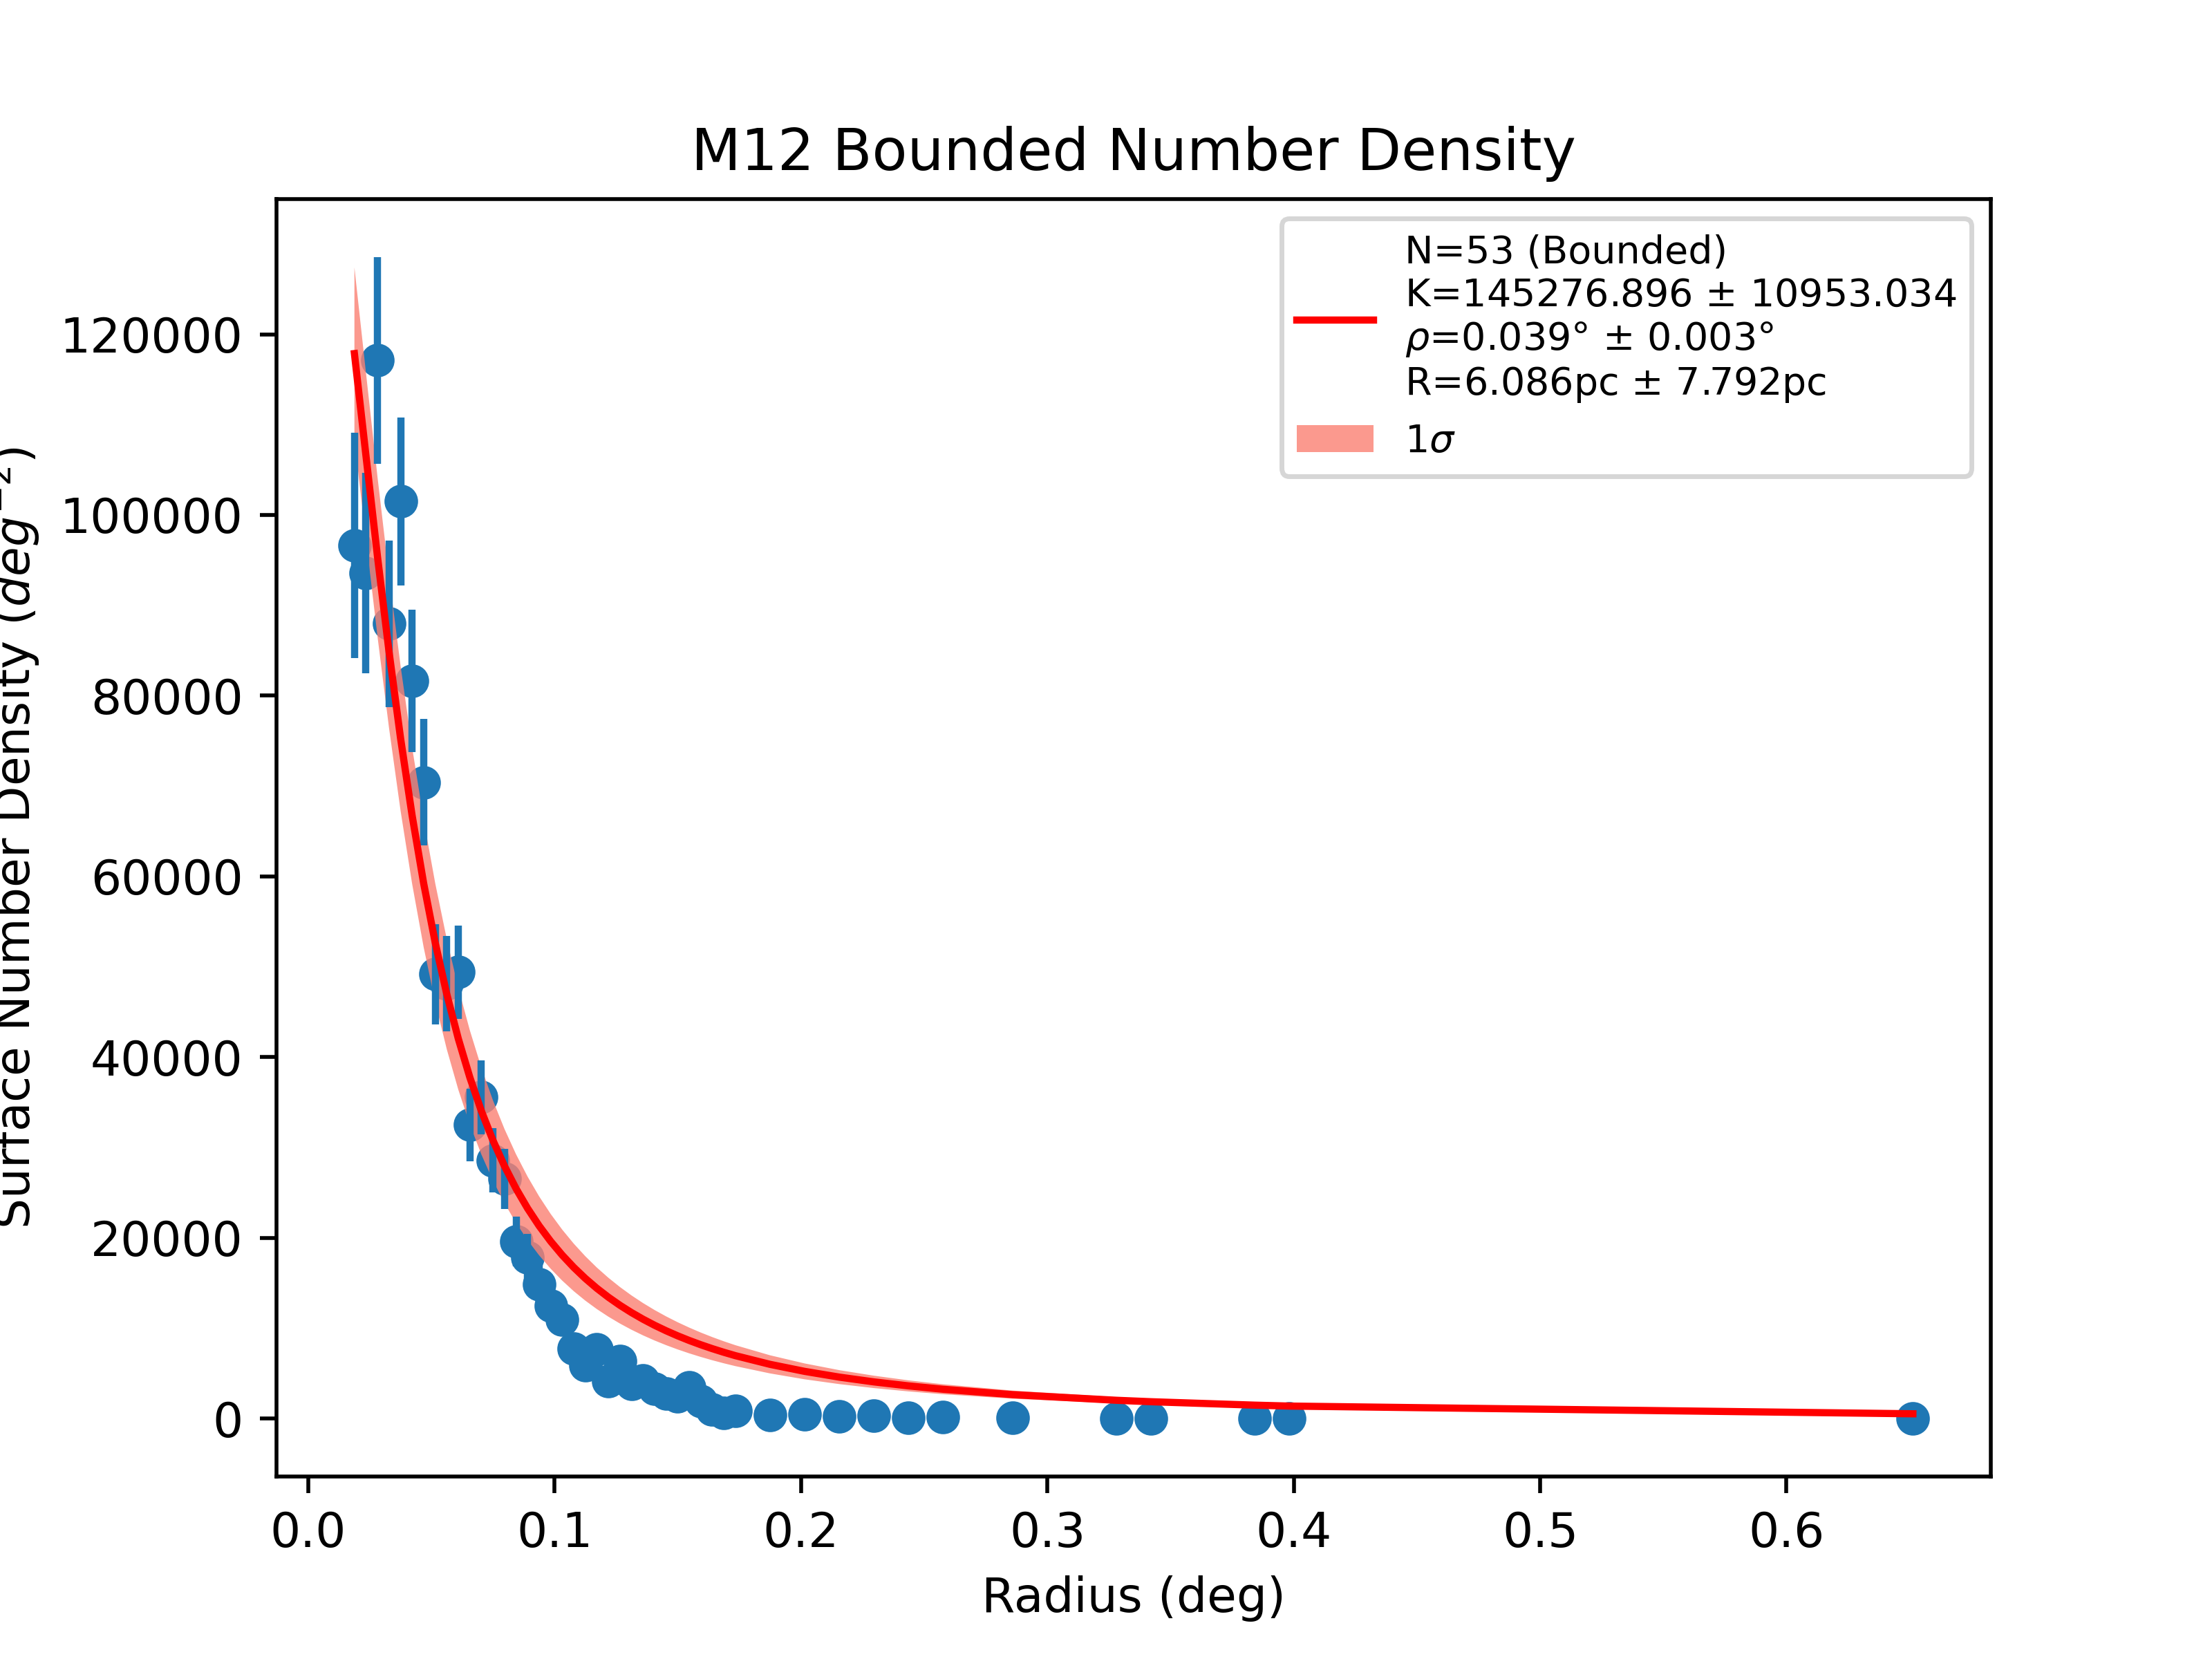 M12 Bounded Number Density
N=53 (Bounded)
K=145276.896 ± 10953.034
ρ=0.039° ± 0.003°
R=6.086pc ± 7.792pc
1σ
Surface Number Density (deg⁻²)
120000
100000
80000
60000
40000
20000
0
0.0 0.1 0.2 0.3 0.4 0.5 0.6
Radius (deg)